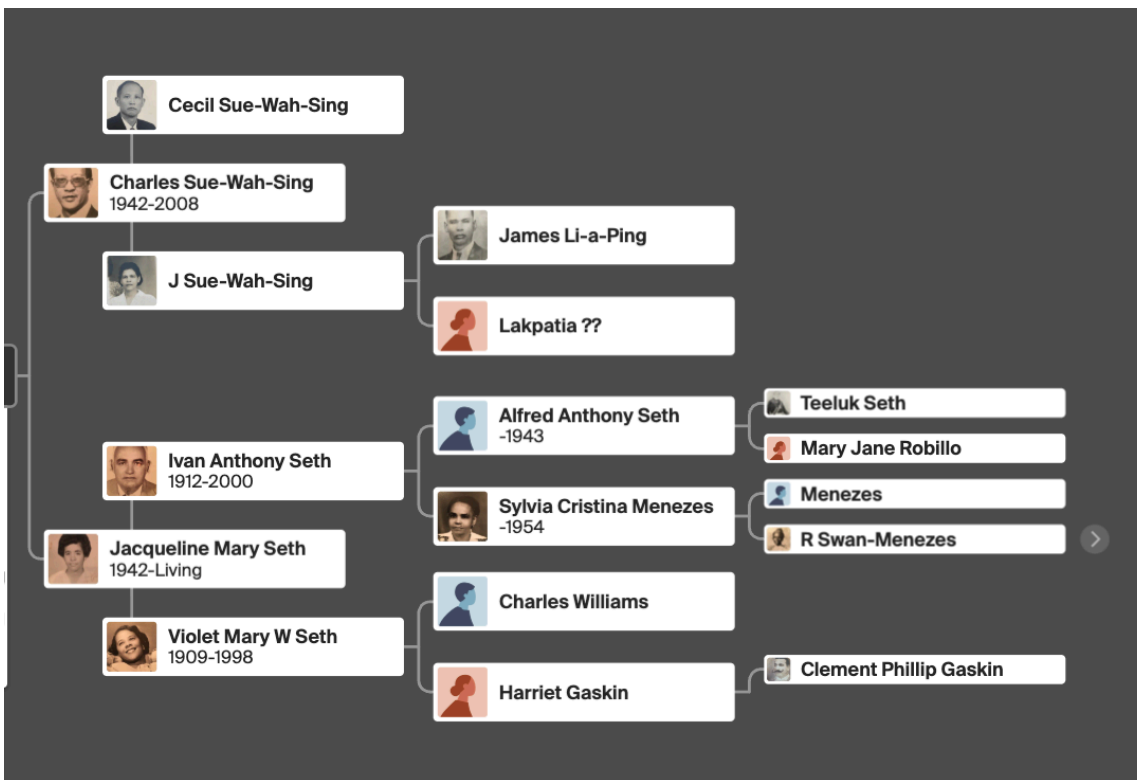 Cecil Sue-Wah-Sing
Charles Sue-Wah-Sing
1942-2008
J Sue-Wah-Sing
James Li-a-Ping
Lakpatia ??
Ivan Anthony Seth
1912-2000
Alfred Anthony Seth
-1943
Teeluk Seth
Mary Jane Robillo
Sylvia Cristina Menezes
-1954
Menezes
R Swan-Menezes
Jacqueline Mary Seth
1942-Living
Violet Mary W Seth
1909-1998
Charles Williams
Harriet Gaskin
Clement Phillip Gaskin